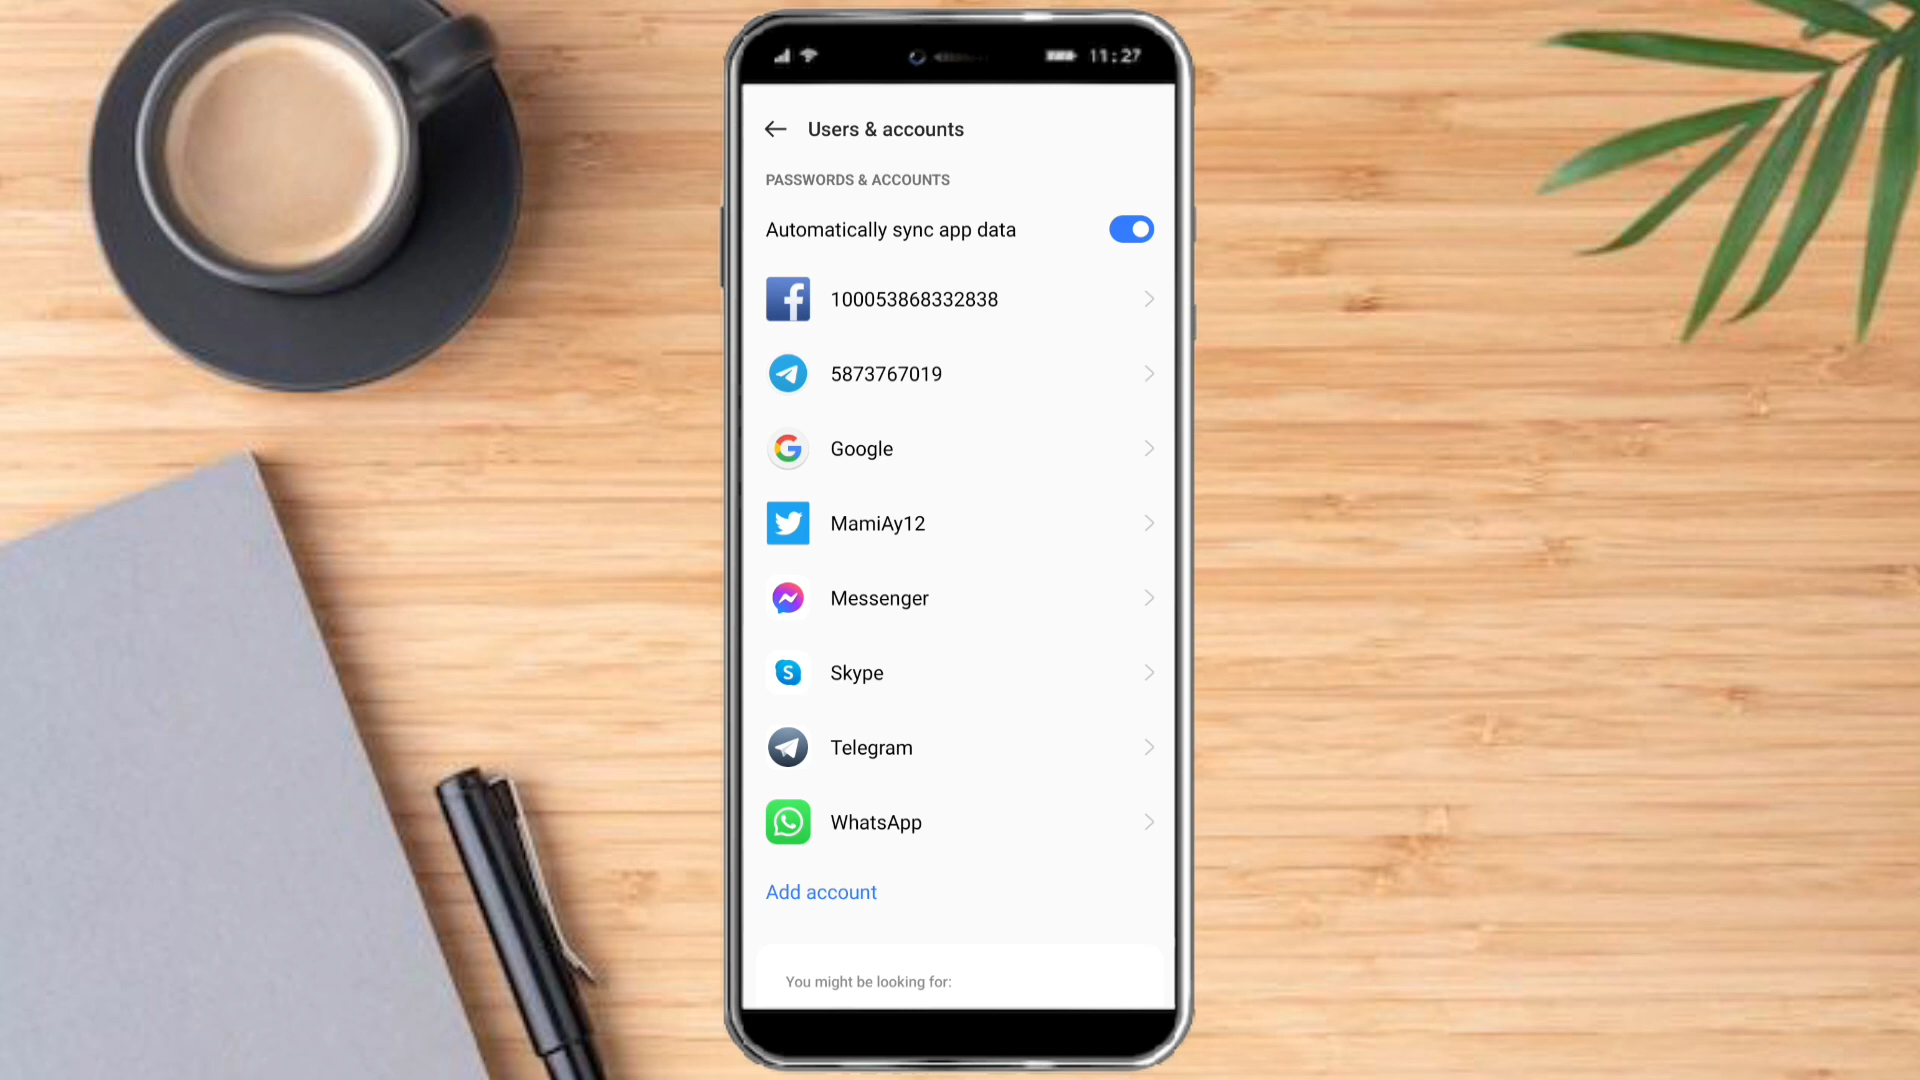 11:27
Users & accounts
PASSWORDS & ACCOUNTS
Automatically sync app data
100053868332838
5873767019
Google
MamiAy12
Messenger
Skype
Telegram
WhatsApp
Add account
You might be looking for: